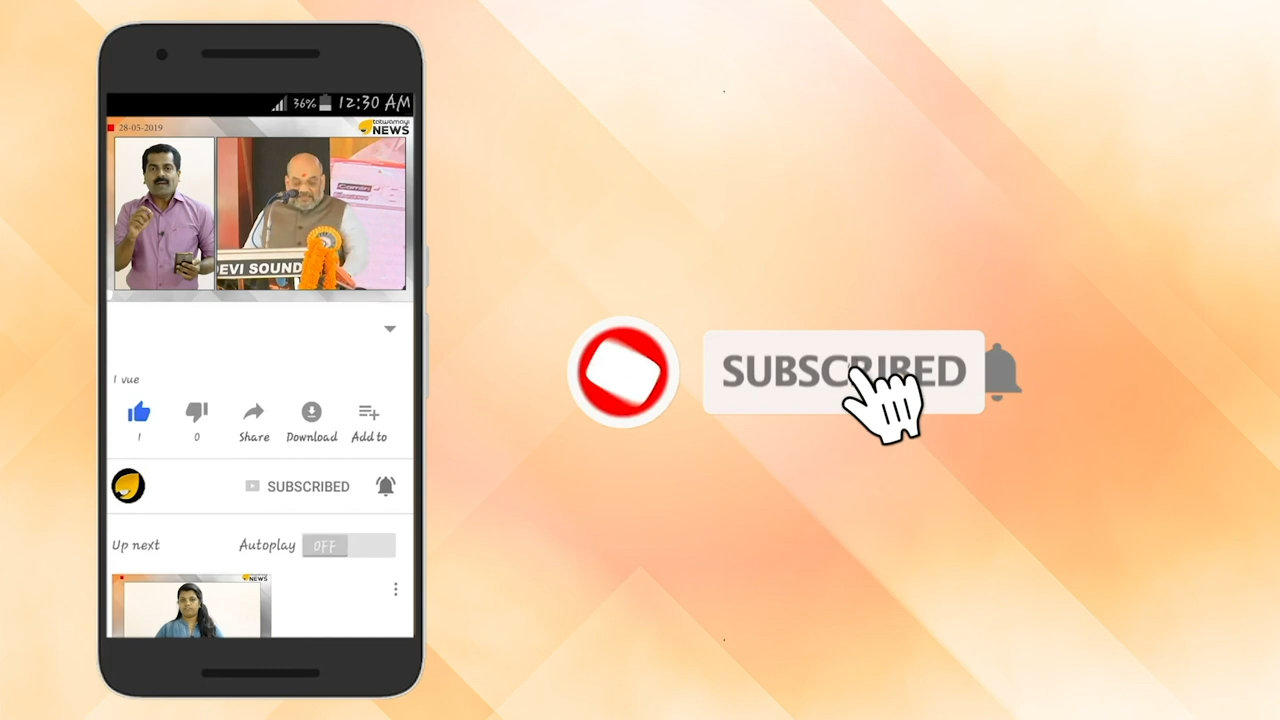 36% 12:30 AM
28-05-2019
tatwamayi
NEWS
DEVI SOUND
1 vue
1
0
Share
Download
Add to
SUBSCRIBED
Up next
Autoplay
OFF
NEWS
SUBSCRIBED